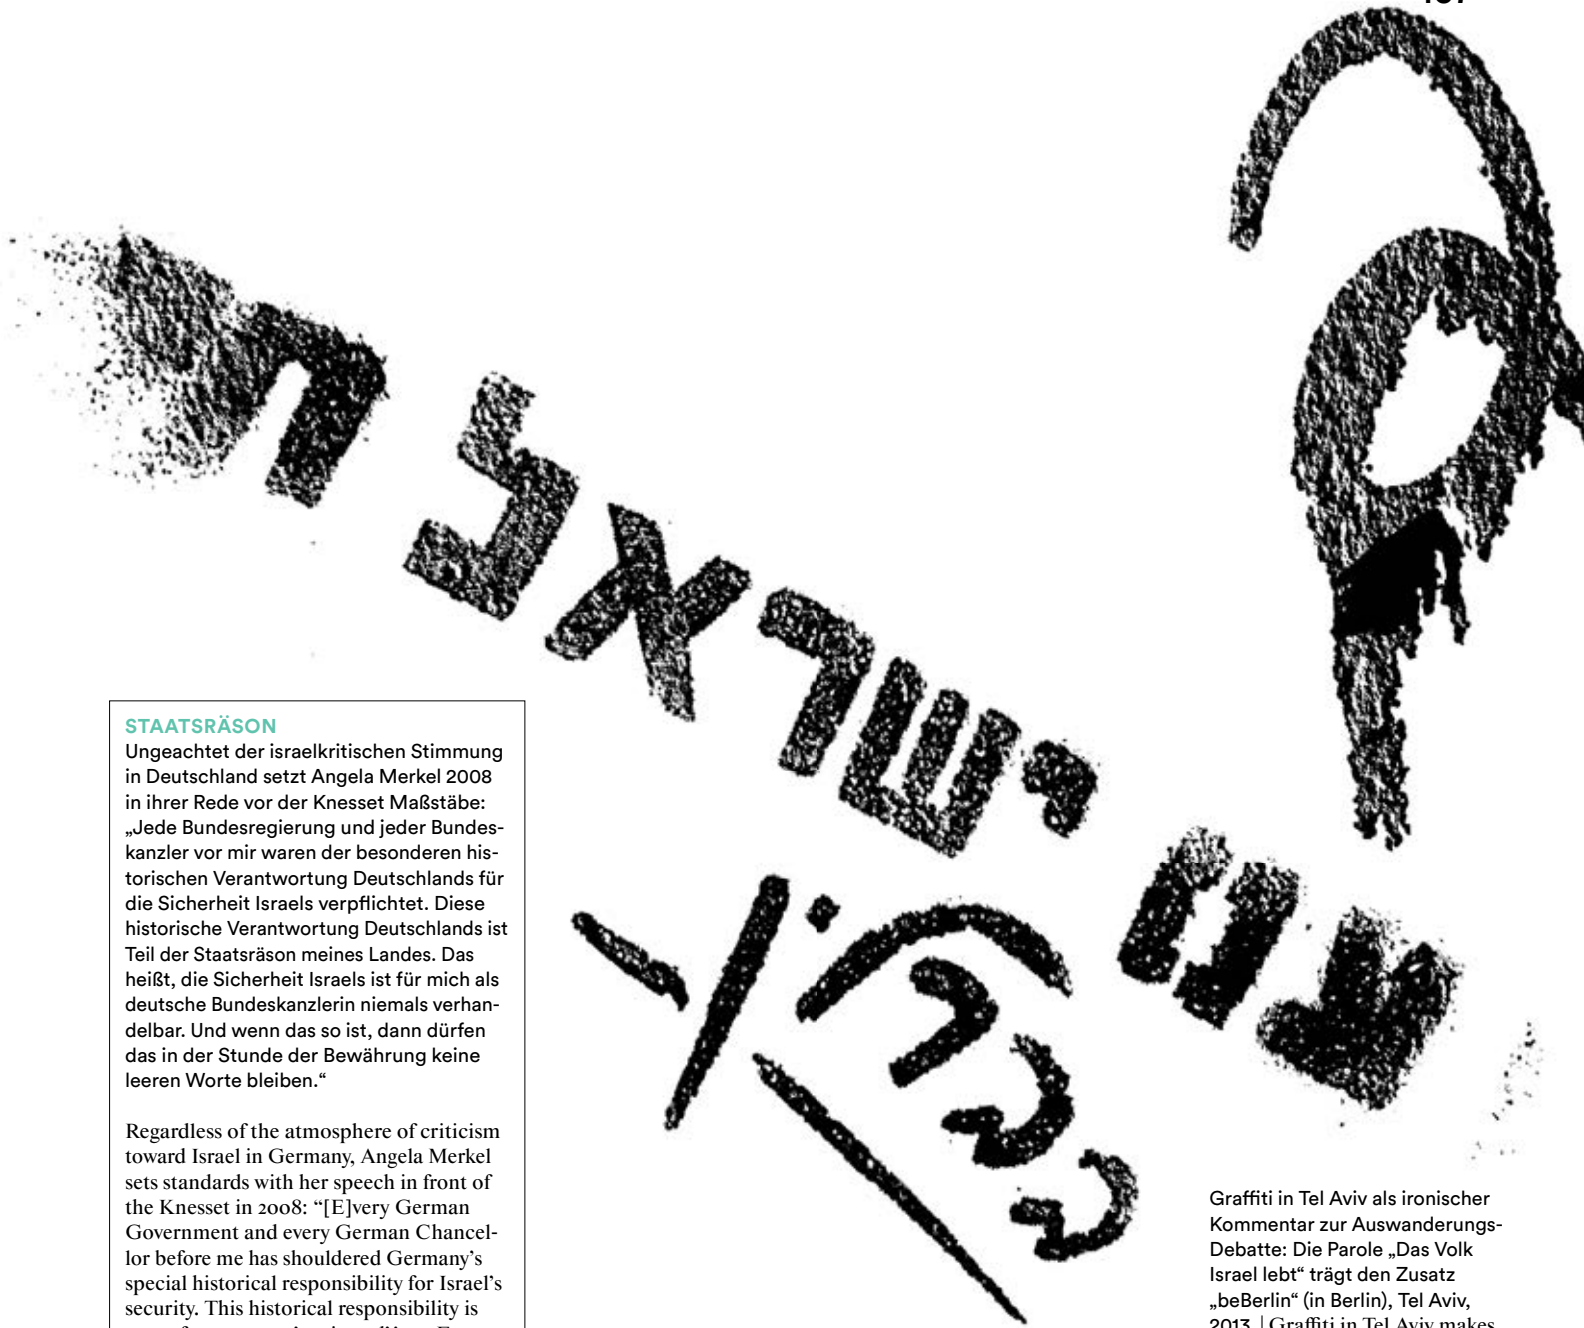 עם ישראל ח
בברלין
STAATSRÄSON
Ungeachtet der israelkritischen Stimmung
in Deutschland setzt Angela Merkel 2008
in ihrer Rede vor der Knesset Maßstäbe:
„Jede Bundesregierung und jeder Bundes-
kanzler vor mir waren der besonderen his-
torischen Verantwortung Deutschlands für
die Sicherheit Israels verpflichtet. Diese
historische Verantwortung Deutschlands ist
Teil der Staatsräson meines Landes. Das
heißt, die Sicherheit Israels ist für mich als
deutsche Bundeskanzlerin niemals verhan-
delbar. Und wenn das so ist, dann dürfen
das in der Stunde der Bewährung keine
leeren Worte bleiben.“
Regardless of the atmosphere of criticism
toward Israel in Germany, Angela Merkel
sets standards with her speech in front of
the Knesset in 2008: “[E]very German
Government and every German Chancel-
lor before me has shouldered Germany’s
special historical responsibility for Israel’s
security. This historical responsibility is
Graffiti in Tel Aviv als ironischer
Kommentar zur Auswanderungs-
Debatte: Die Parole „Das Volk
Israel lebt“ trägt den Zusatz
„beBerlin“ (in Berlin), Tel Aviv,
2013. | Graffiti in Tel Aviv makes